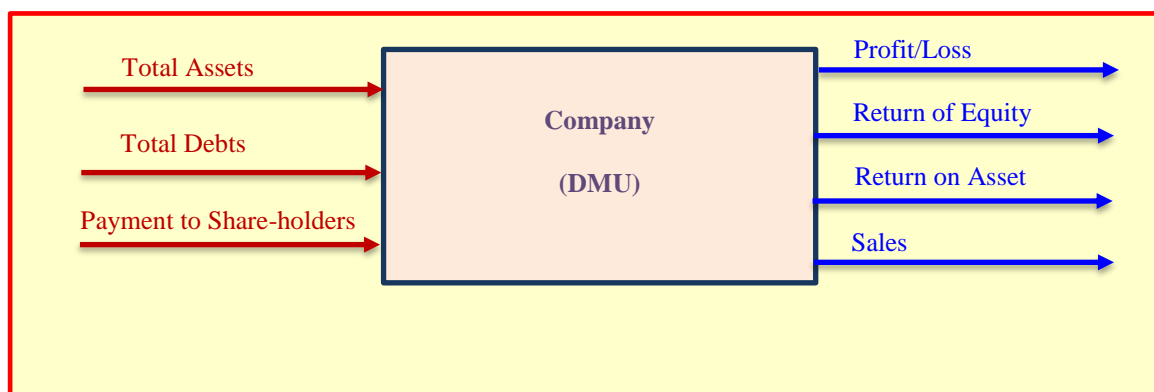 Total Assets
Total Debts
Payment to Share-holders
Company
(DMU)
Profit/Loss
Return of Equity
Return on Asset
Sales